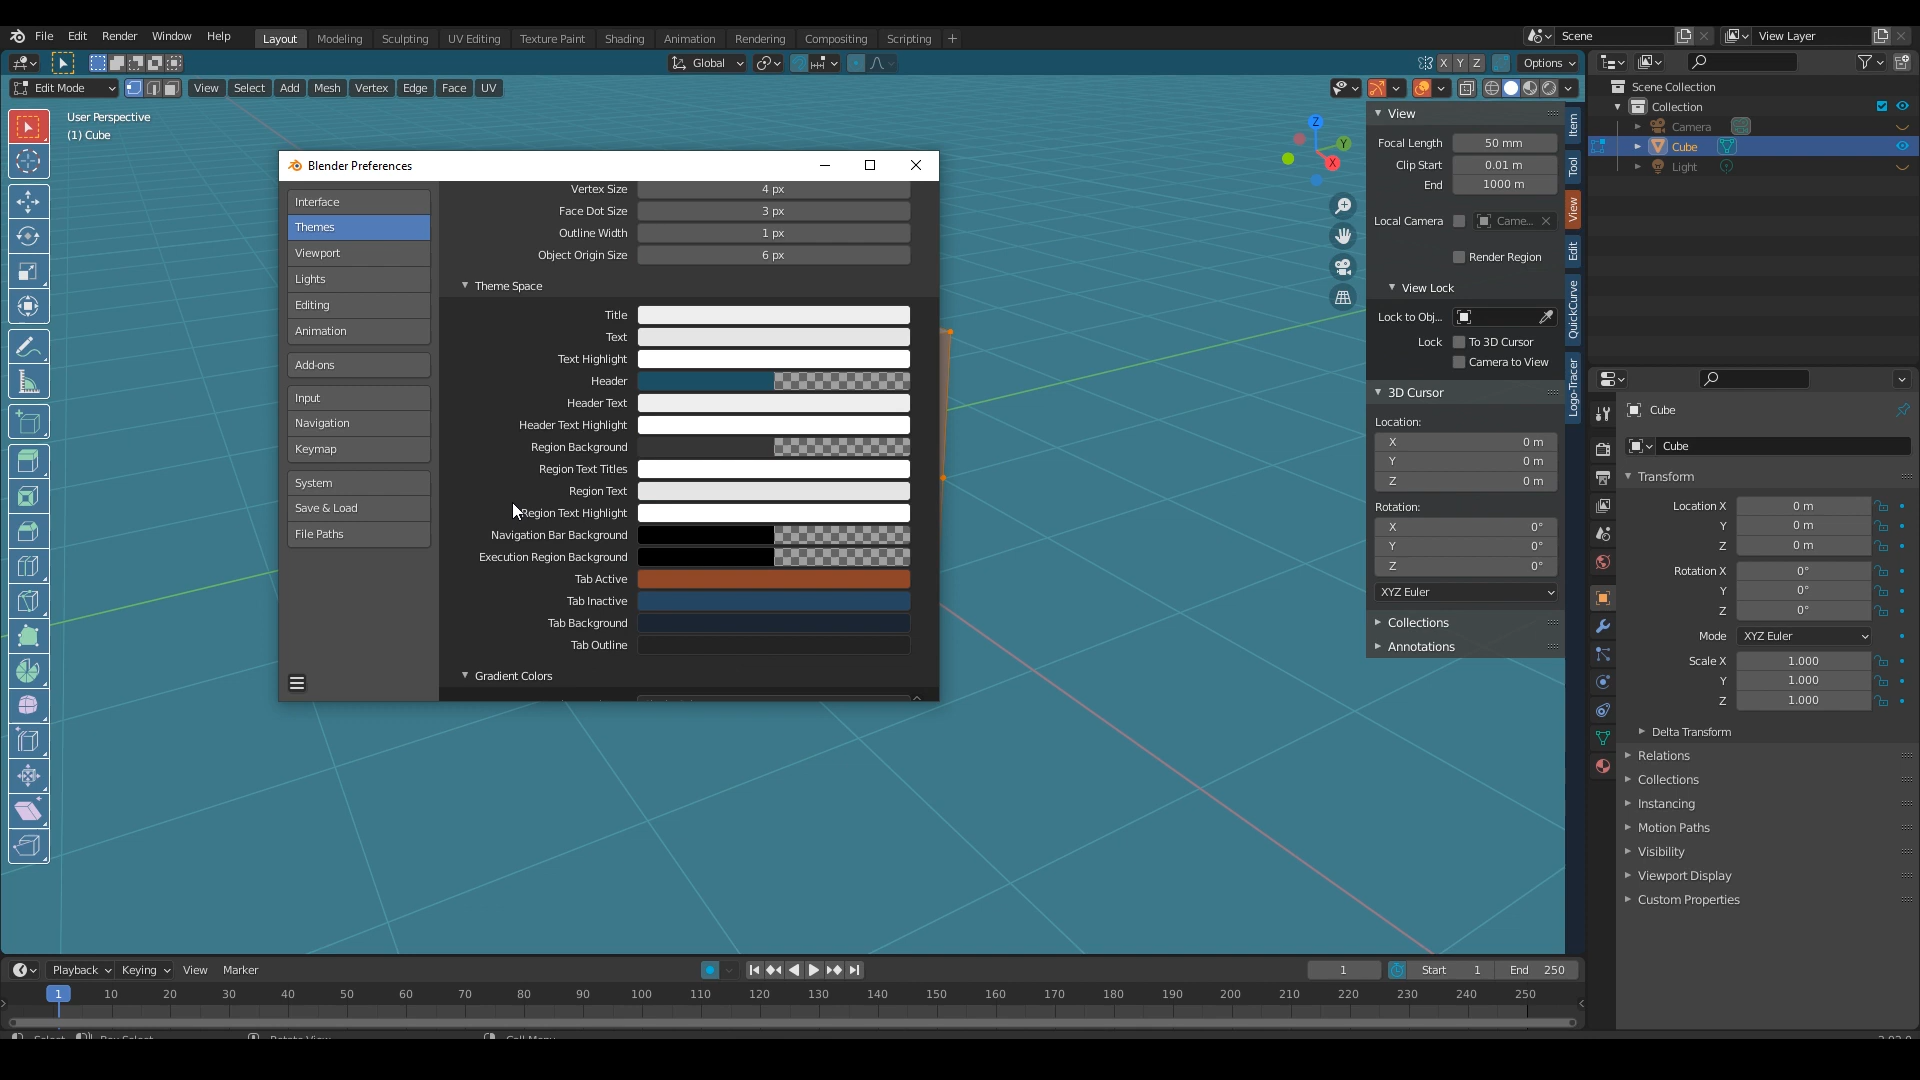 File Edit Render Window Help Layout Modeling Sculpting UV Editing Texture Paint Shading Animation Rendering Compositing Scripting + Scene View Layer
Global X Y Z Options
Edit Mode View Select Add Mesh Vertex Edge Face UV
User Perspective
(1) Cube
Z
Y
X
Blender Preferences
Interface
Themes
Viewport
Lights
Editing
Animation
Add-ons
Input
Navigation
Keymap
System
Save & Load
File Paths
Vertex Size 4 px
Face Dot Size 3 px
Outline Width 1 px
Object Origin Size 6 px
Theme Space
Title
Text
Text Highlight
Header
Header Text
Header Text Highlight
Region Background
Region Text Titles
Region Text
Region Text Highlight
Navigation Bar Background
Execution Region Background
Tab Active
Tab Inactive
Tab Background
Tab Outline
Gradient Colors
View
Focal Length 50 mm
Clip Start 0.01 m
End 1000 m
Local Camera Came...
Render Region
View Lock
Lock to Obj...
Lock To 3D Cursor
Camera to View
3D Cursor
Location:
X 0 m
Y 0 m
Z 0 m
Rotation:
X 0°
Y 0°
Z 0°
XYZ Euler
Collections
Annotations
Item
Tool
View
Edit
QuickCurve
Logo-Tracer
Scene Collection
Collection
Camera
Cube
Light
Cube
Cube
Transform
Location X 0 m
Y 0 m
Z 0 m
Rotation X 0°
Y 0°
Z 0°
Mode XYZ Euler
Scale X 1.000
Y 1.000
Z 1.000
Delta Transform
Relations
Collections
Instancing
Motion Paths
Visibility
Viewport Display
Custom Properties
Playback Keying View Marker 1 Start 1 End 250
1 10 20 30 40 50 60 70 80 90 100 110 120 130 140 150 160 170 180 190 200 210 220 230 240 250